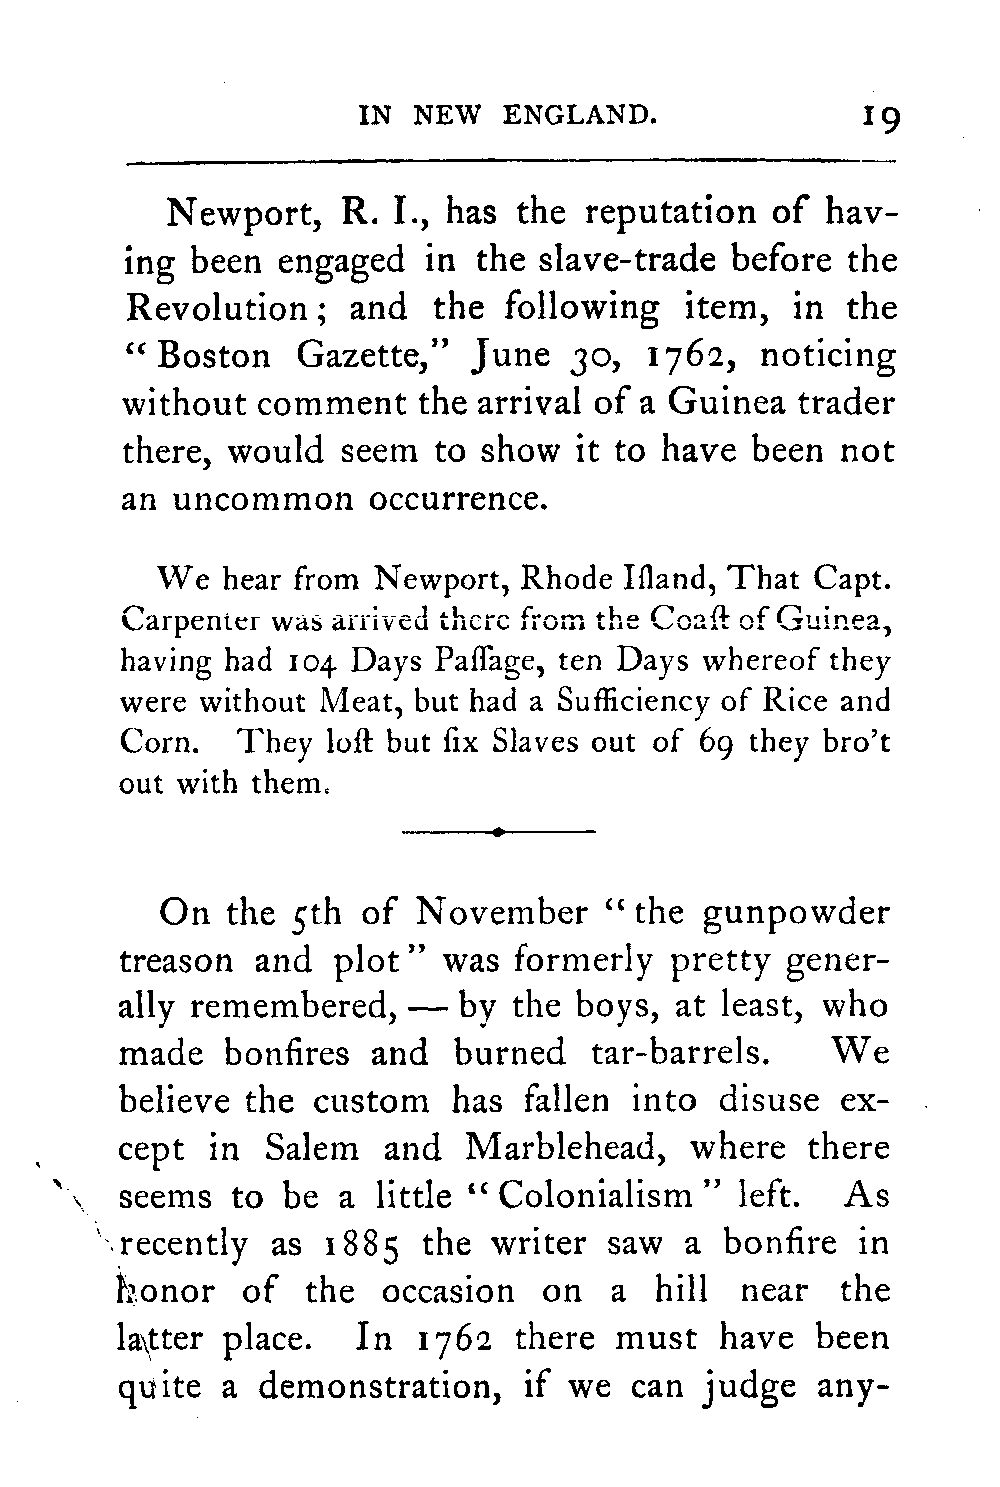 IN NEW ENGLAND. 19
Newport, R. I., has the reputation of hav-
ing been engaged in the slave-trade before the
Revolution; and the following item, in the
“Boston Gazette,” June 30, 1762, noticing
without comment the arrival of a Guinea trader
there, would seem to show it to have been not
an uncommon occurrence.
We hear from Newport, Rhode Iſland, That Capt.
Carpenter was arrived there from the Coaſt of Guinea,
having had 104 Days Paſſage, ten Days whereof they
were without Meat, but had a Sufficiency of Rice and
Corn. They loſt but ſix Slaves out of 69 they bro’t
out with them.
On the 5th of November “the gunpowder
treason and plot” was formerly pretty gener-
ally remembered, — by the boys, at least, who
made bonfires and burned tar-barrels. We
believe the custom has fallen into disuse ex-
cept in Salem and Marblehead, where there
seems to be a little “Colonialism” left. As
recently as 1885 the writer saw a bonfire in
honor of the occasion on a hill near the
latter place. In 1762 there must have been
quite a demonstration, if we can judge any-